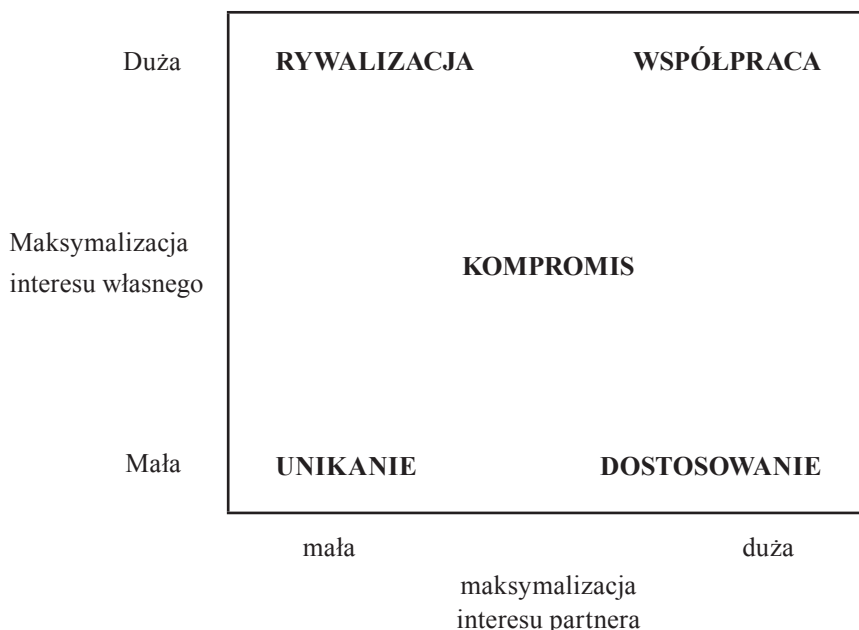 Duża RYWALIZACJA WSPÓŁPRACA
Maksymalizacja
interesu własnego
KOMPROMIS
Mała UNIKANIE DOSTOSOWANIE
mała duża
maksymalizacja
interesu partnera